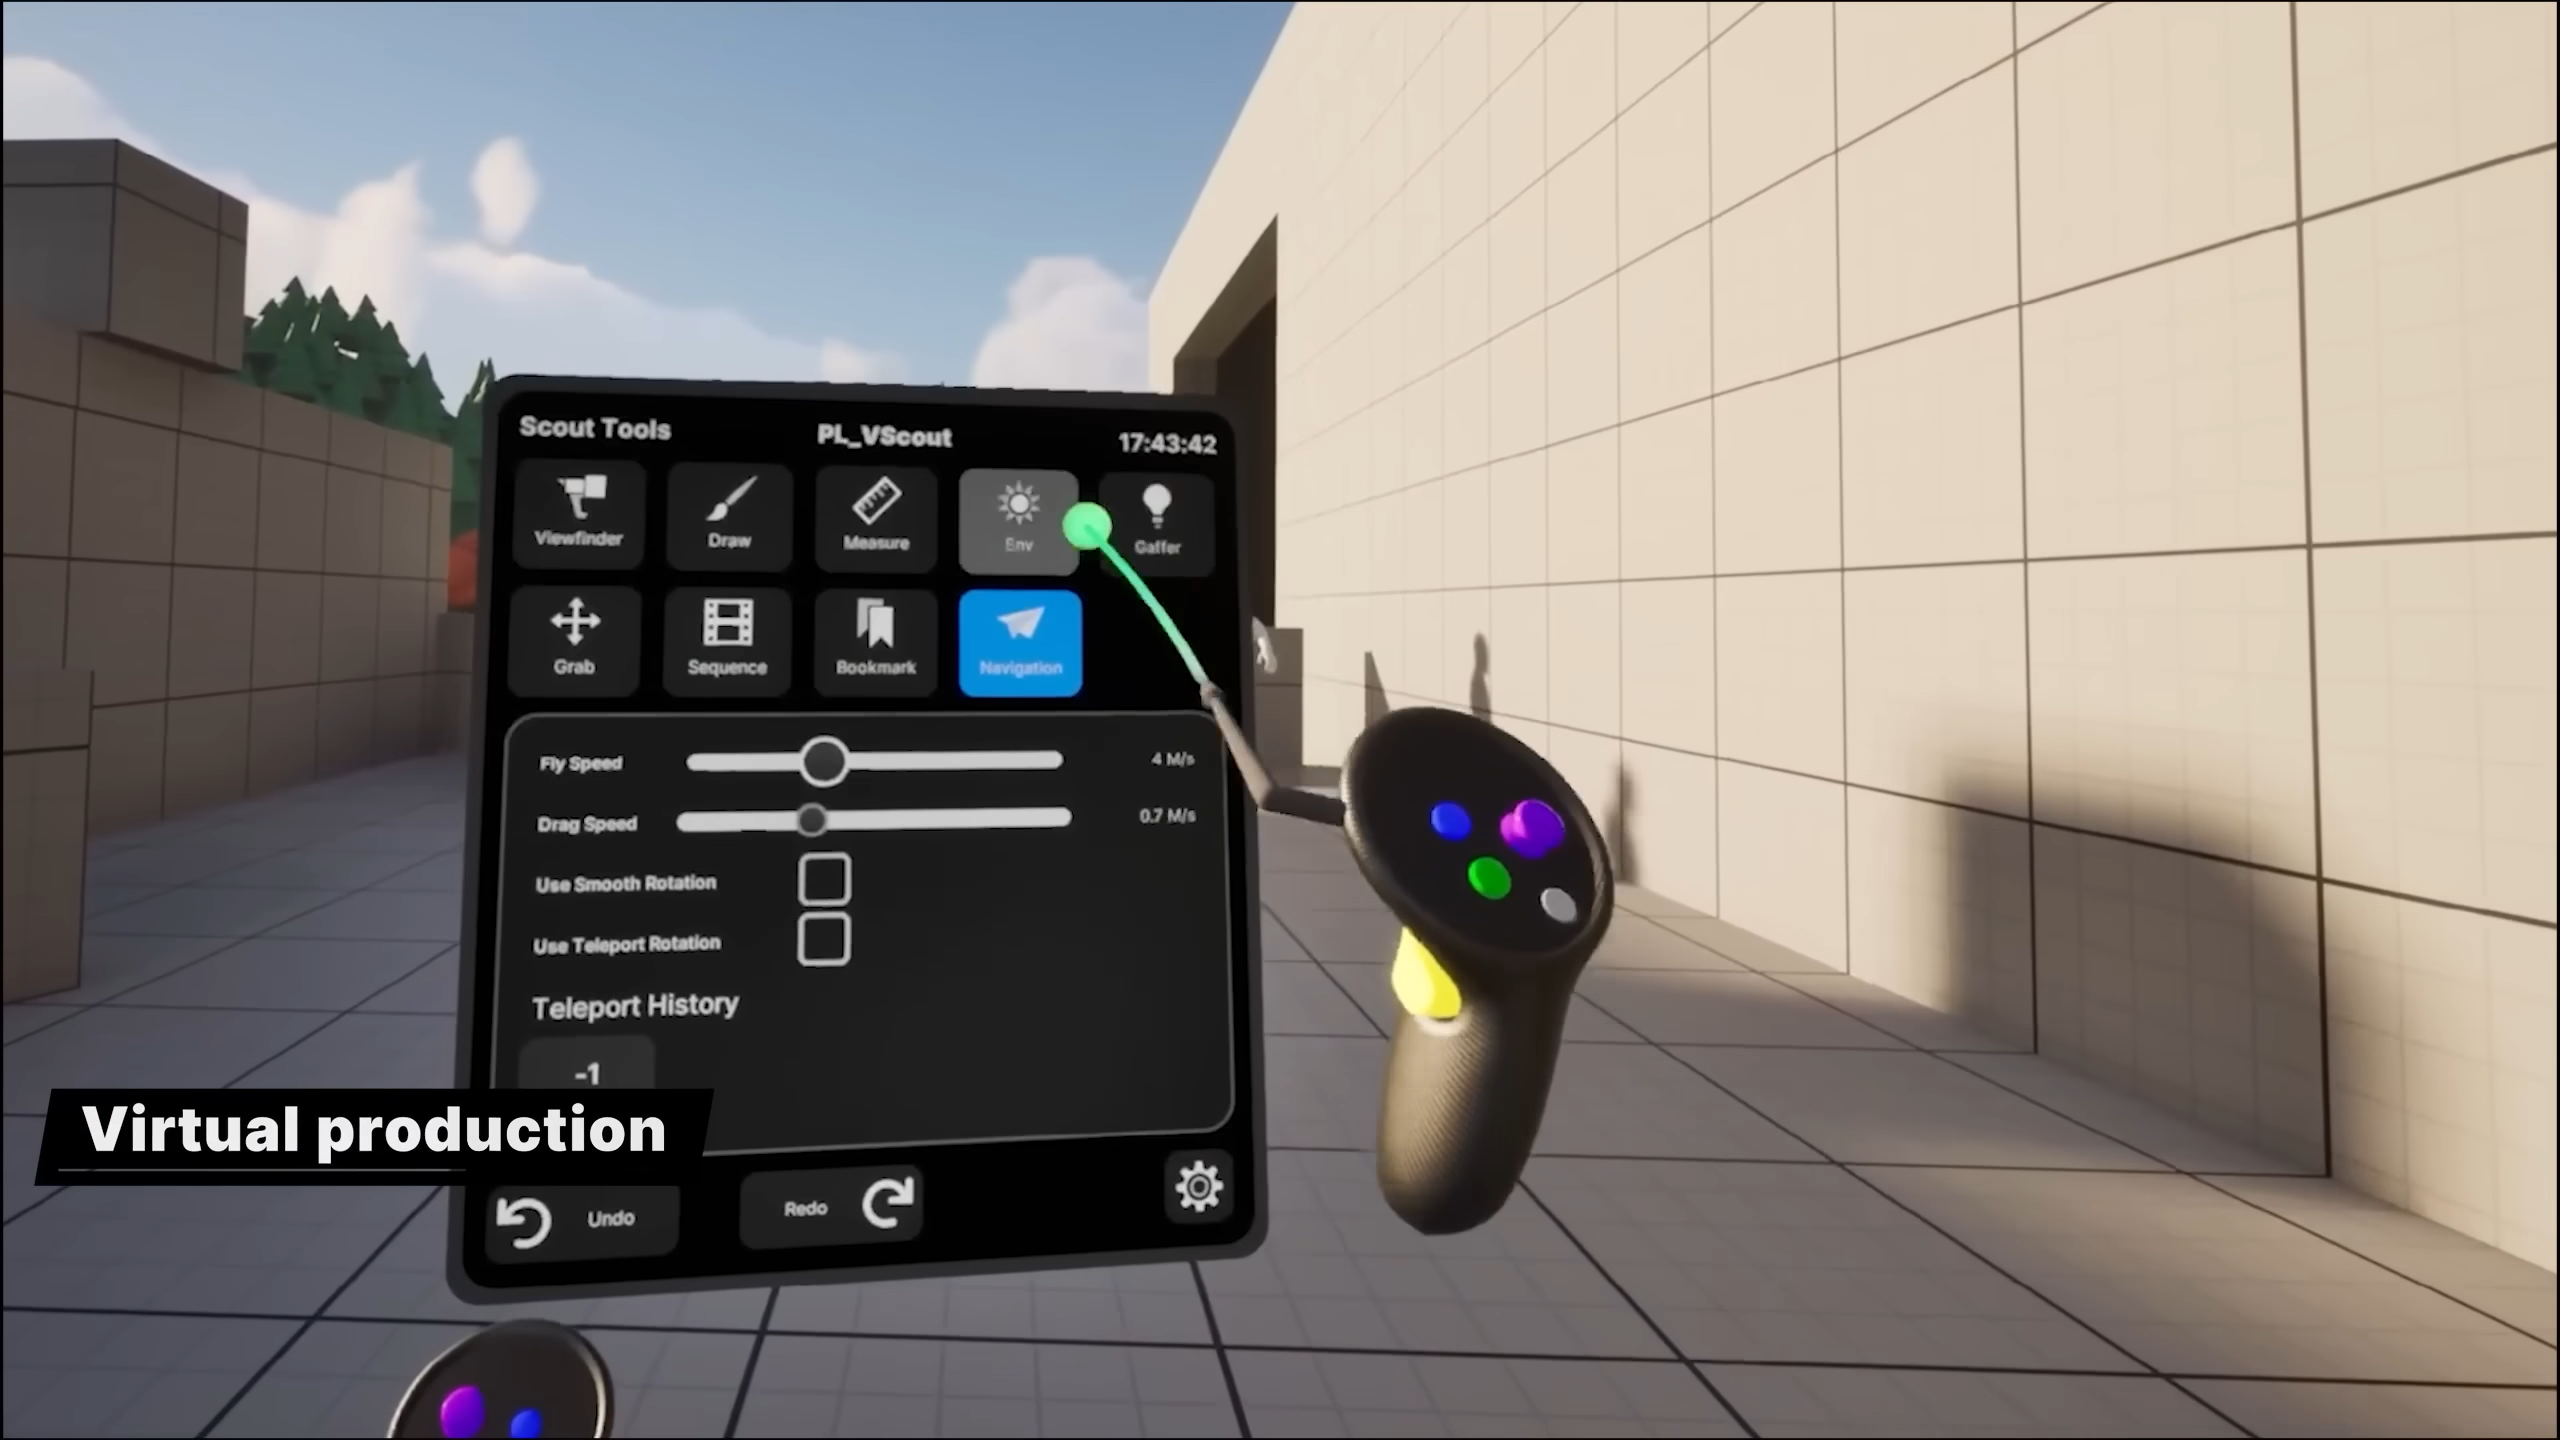 Scout Tools
PL_VScout
17:43:42
Viewfinder
Draw
Measure
Env
Gaffer
Grab
Sequence
Bookmark
Navigation
Fly Speed
4 M/s
Drag Speed
0.7 M/s
Use Smooth Rotation
Use Teleport Rotation
Teleport History
-1
Virtual production
Undo
Redo